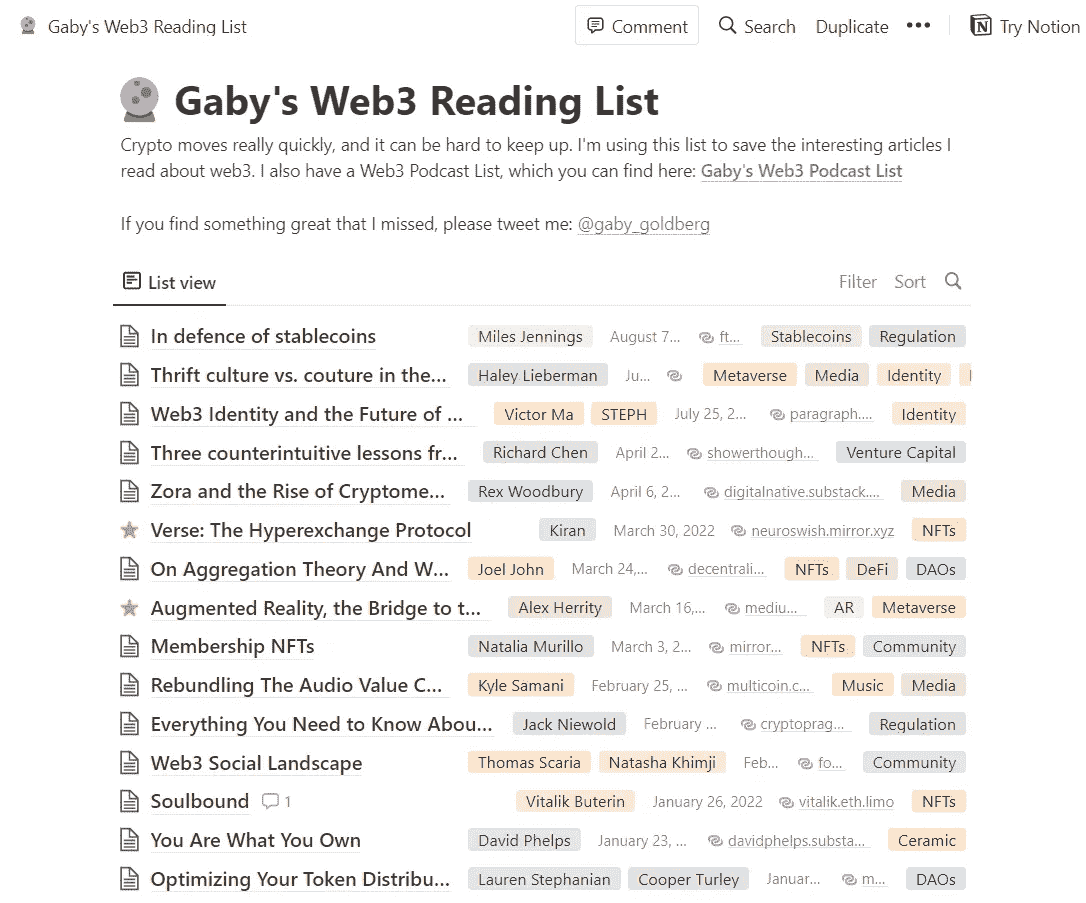 Gaby's Web3 Reading List Comment Search Duplicate ••• Try Notion
Gaby's Web3 Reading List
Crypto moves really quickly, and it can be hard to keep up. I'm using this list to save the interesting articles I
read about web3. I also have a Web3 Podcast List, which you can find here: Gaby's Web3 Podcast List
If you find something great that I missed, please tweet me: @gaby_goldberg
List view Filter Sort
In defence of stablecoins Miles Jennings August 7... ft... Stablecoins Regulation
Thrift culture vs. couture in the... Haley Lieberman Ju... Metaverse Media Identity
Web3 Identity and the Future of ... Victor Ma STEPH July 25, 2... paragraph.... Identity
Three counterintuitive lessons fr... Richard Chen April 2... showerthough... Venture Capital
Zora and the Rise of Cryptome... Rex Woodbury April 6, 2... digitalnative.substack.... Media
Verse: The Hyperexchange Protocol Kiran March 30, 2022 neuroswish.mirror.xyz NFTs
On Aggregation Theory And W... Joel John March 24,... decentrali... NFTs DeFi DAOs
Augmented Reality, the Bridge to t... Alex Herrity March 16,... mediu... AR Metaverse
Membership NFTs Natalia Murillo March 3, 2... mirror... NFTs Community
Rebundling The Audio Value C... Kyle Samani February 25, ... multicoin.c... Music Media
Everything You Need to Know Abou... Jack Niewold February ... cryptoprag... Regulation
Web3 Social Landscape Thomas Scaria Natasha Khimji Feb... fo... Community
Soulbound 1 Vitalik Buterin January 26, 2022 vitalik.eth.limo NFTs
You Are What You Own David Phelps January 23, ... davidphelps.substa... Ceramic
Optimizing Your Token Distribu... Lauren Stephanian Cooper Turley Januar... m... DAOs